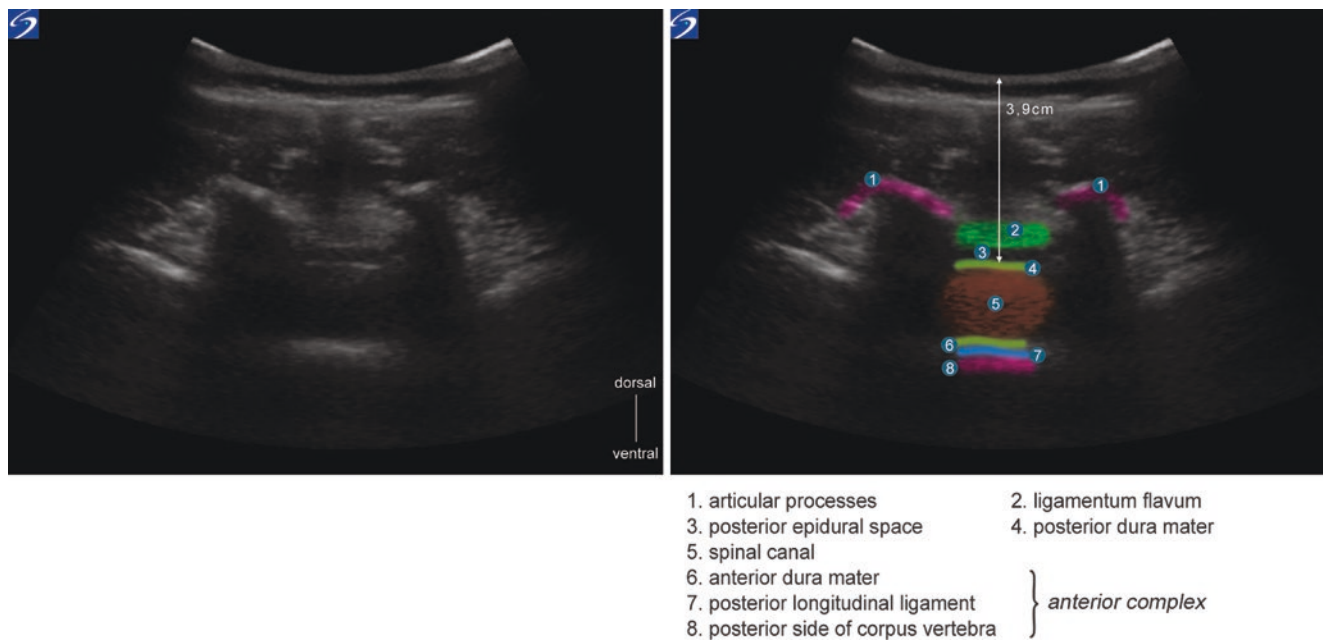 dorsal
ventral
3,9cm
1
1
2
3
4
5
6
7
8
1. articular processes
2. ligamentum flavum
3. posterior epidural space
4. posterior dura mater
5. spinal canal
6. anterior dura mater
7. posterior longitudinal ligament
8. posterior side of corpus vertebra
anterior complex